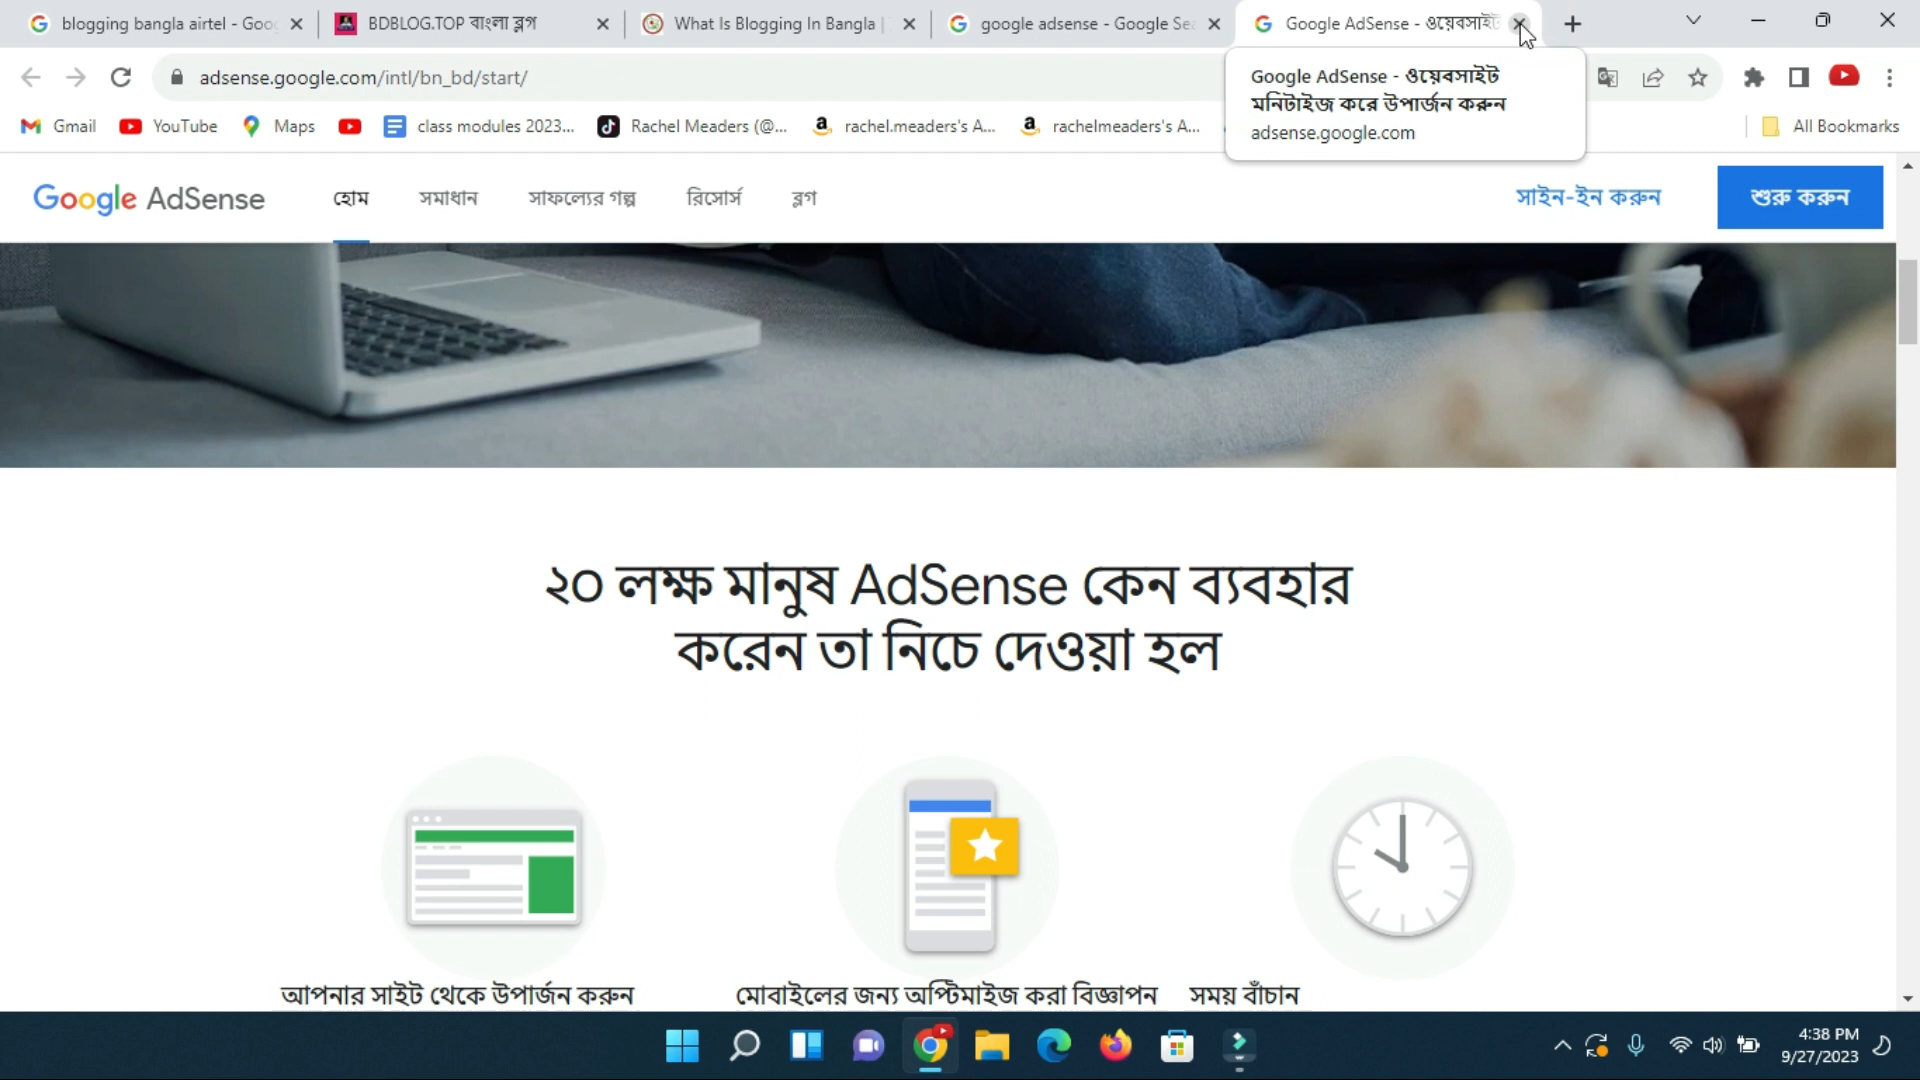 blogging bangla airtel - Goo
BDBLOG.TOP বাংলা ব্লগ
What Is Blogging In Bangla |
google adsense - Google Se
Google AdSense - ওয়েবসাইট
adsense.google.com/intl/bn_bd/start/
Google AdSense - ওয়েবসাইট
মনিটাইজ করে উপার্জন করুন
adsense.google.com
Gmail
YouTube
Maps
class modules 2023...
Rachel Meaders (@...
rachel.meaders's A...
rachelmeaders's A...
All Bookmarks
Google AdSense
হোম
সমাধান
সাফল্যের গল্প
রিসোর্স
ব্লগ
সাইন-ইন করুন
শুরু করুন
২০ লক্ষ মানুষ AdSense কেন ব্যবহার
করেন তা নিচে দেওয়া হল
আপনার সাইট থেকে উপার্জন করুন
মোবাইলের জন্য অপ্টিমাইজ করা বিজ্ঞাপন
সময় বাঁচান
4:38 PM
9/27/2023